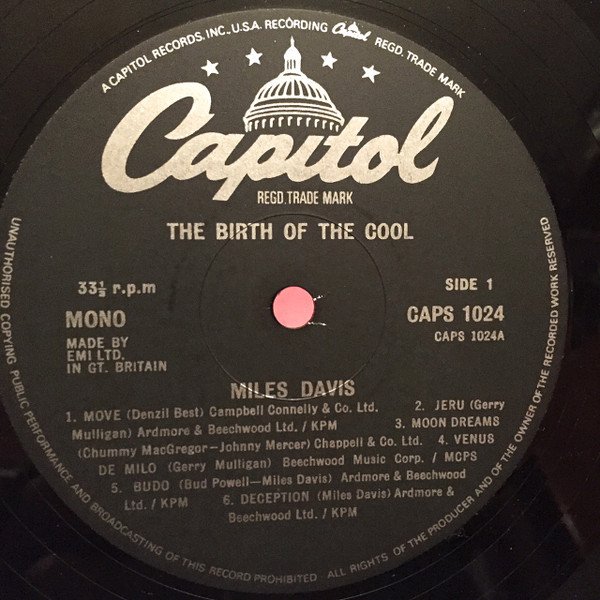 A CAPITOL RECORDS, INC., U.S.A. RECORDING Capitol REGD. TRADE MARK
Capitol
REGD. TRADE MARK
THE BIRTH OF THE COOL
33⅓ r.p.m
SIDE 1
MONO
CAPS 1024
MADE BY
EMI LTD.
IN GT. BRITAIN
CAPS 1024A
MILES DAVIS
1. MOVE (Denzil Best) Campbell Connelly & Co. Ltd. 2. JERU (Gerry
Mulligan) Ardmore & Beechwood Ltd. / KPM 3. MOON DREAMS
(Chummy MacGregor—Johnny Mercer) Chappell & Co. Ltd. 4. VENUS
DE MILO (Gerry Mulligan) Beechwood Music Corp. / MCPS
5. BUDO (Bud Powell—Miles Davis) Ardmore & Beechwood
Ltd. / KPM 6. DECEPTION (Miles Davis) Ardmore &
Beechwood Ltd. / KPM
UNAUTHORISED COPYING PUBLIC PERFORMANCE AND BROADCASTING OF THIS RECORD PROHIBITED ALL RIGHTS OF THE PRODUCER AND OF THE OWNER OF THE RECORDED WORK RESERVED